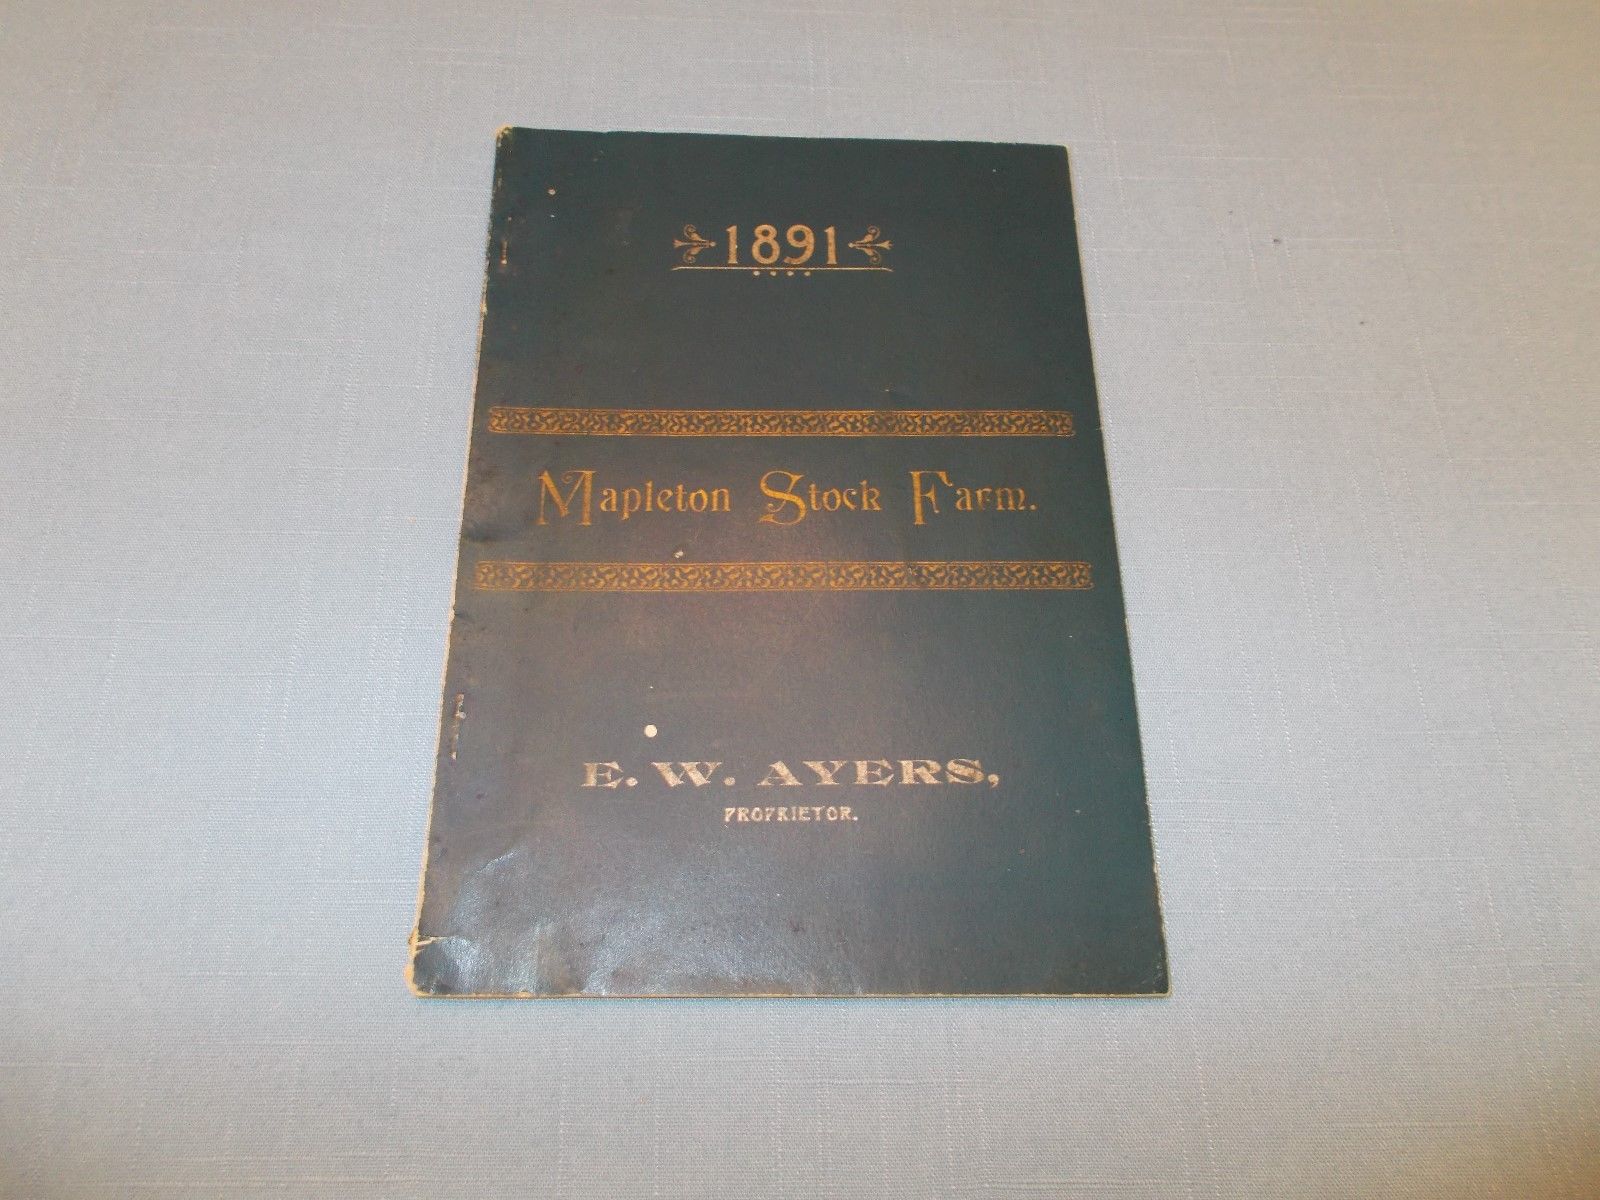 1891
Mapleton Stock Farm.
E. W. AYERS,
PROPRIETOR.